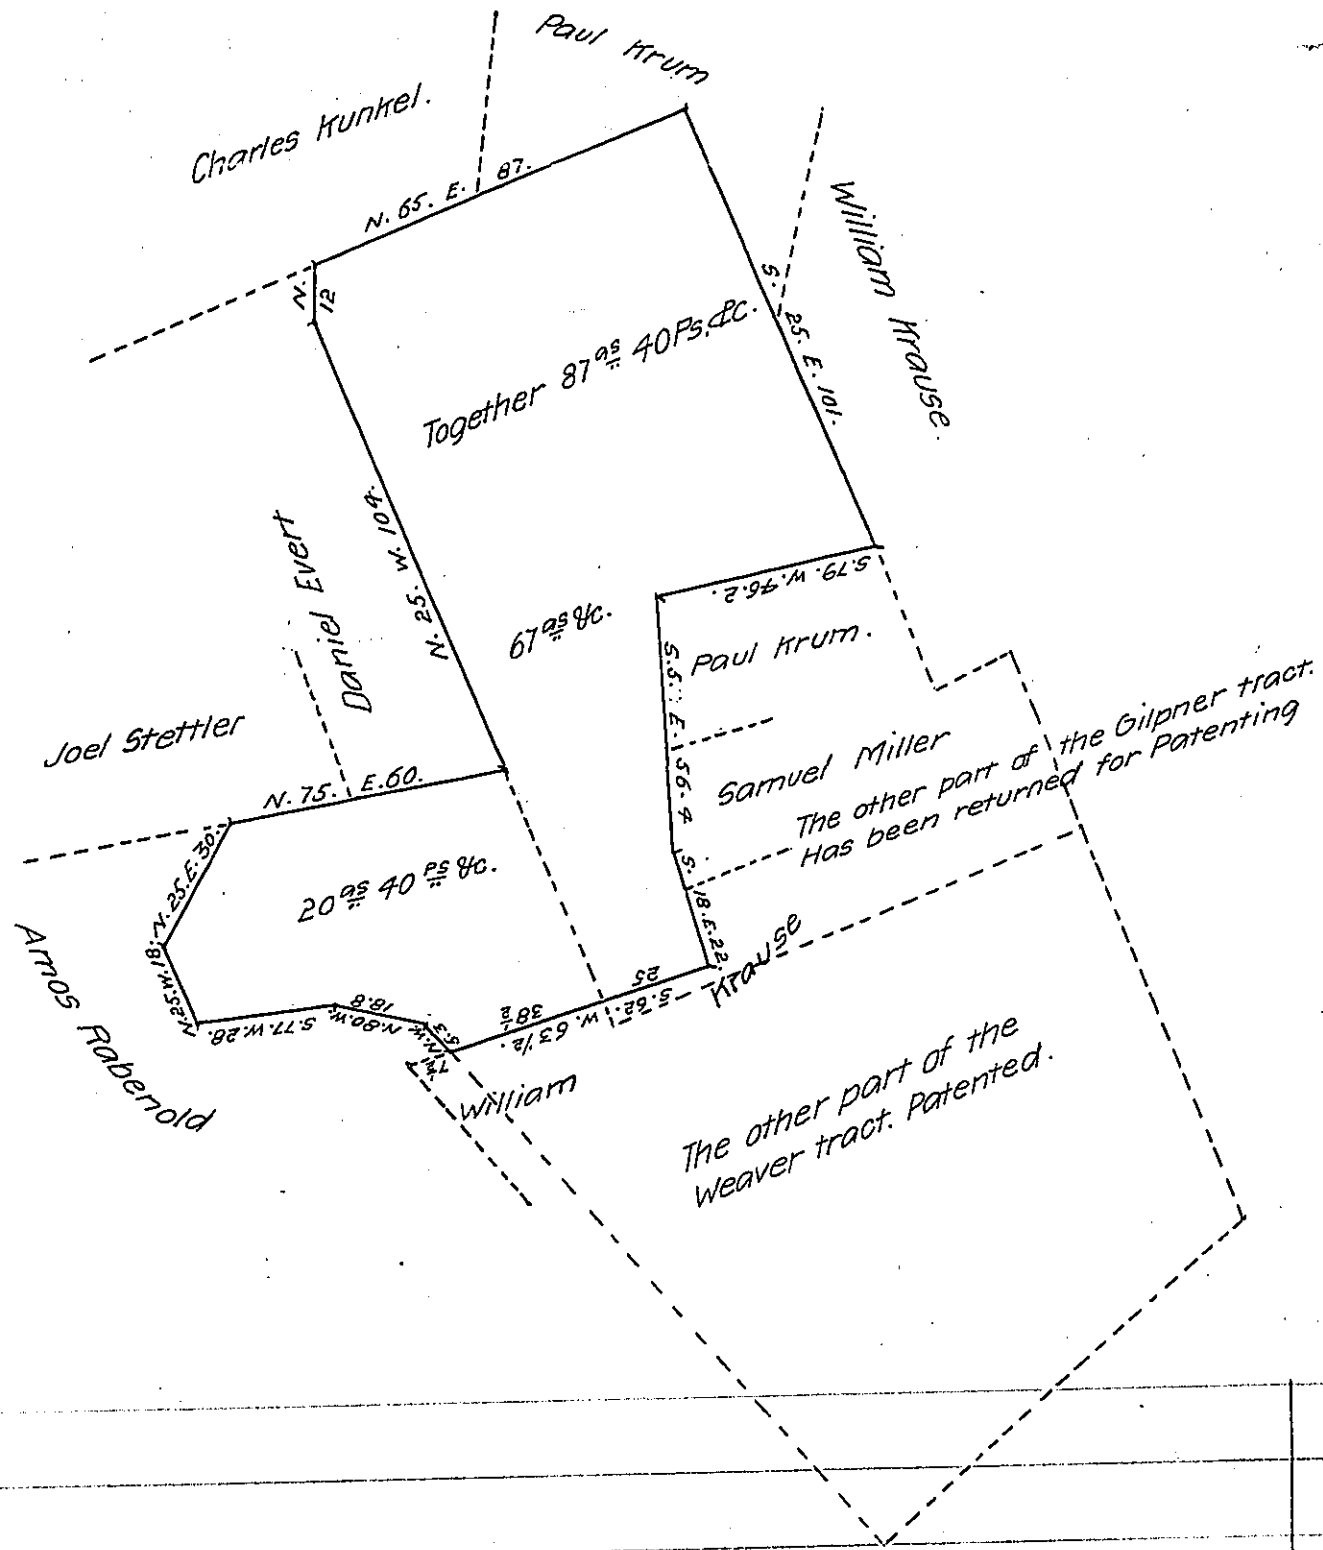 Paul Krum
Charles Kunkel.
N. 65. E. 87.
William Krause.
N. 12
S. 25. E. 101.
Together 87 as 40 Ps. &c.
N. 25. W. 109.
Daniel Evert
S. 79. W. 46.2.
67 as &c.
Paul Krum.
S. 5. E. 56.4
Joel Stettler
Samuel Miller
The other part of the Gilpner tract.
Has been returned for Patenting
N. 75. E. 60.
N. 25. E. 30.
20 as 40 ps &c.
S. 18. E. 22.
Amos Rabenold
N. 25. W. 18.
S. 77. W. 28.
N. 80. W. 18.8
N. W. 5.3
25
38 1/2
S. 62. W. 63 1/2.
William Krause
The other part of the
Weaver tract. Patented.